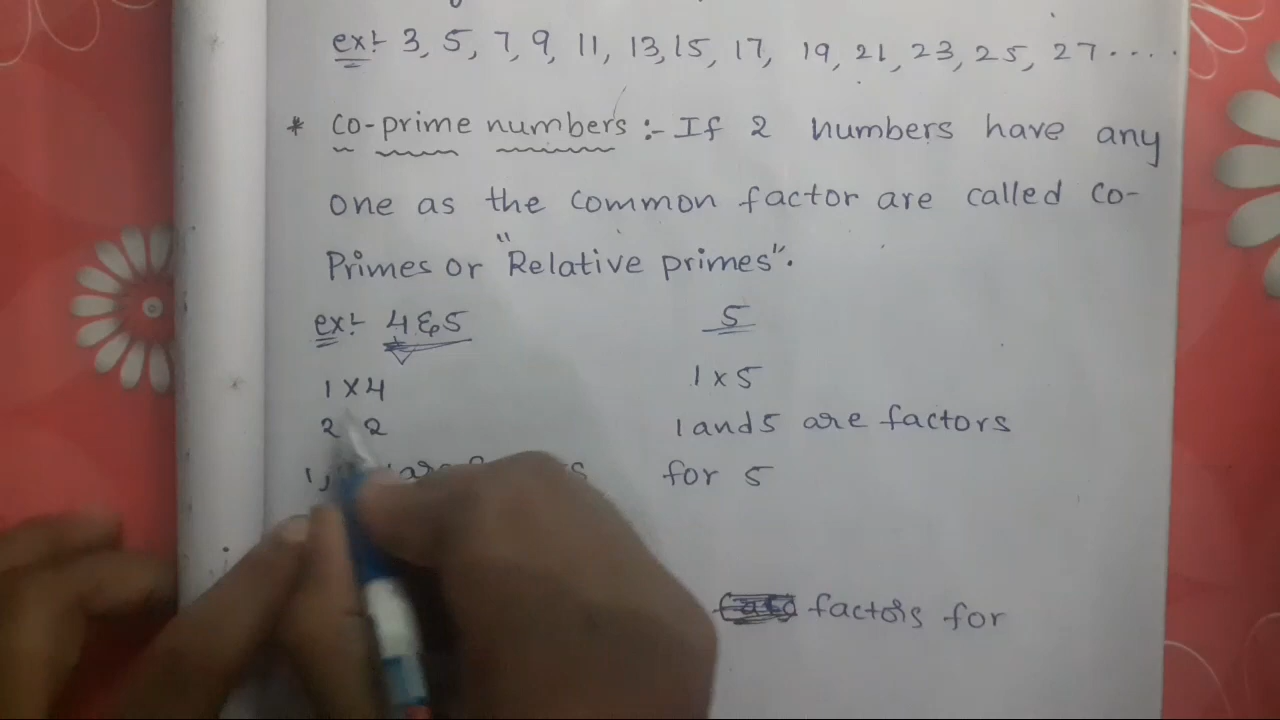 ex:- 3, 5, 7, 9, 11, 13, 15, 17, 19, 21, 23, 25, 27 ....
* Co-prime numbers :- If 2 numbers have any
one as the common factor are called co-
Primes or "Relative primes".
ex:- 4&5 5
1 x 4 1 x 5
2 2 1 and 5 are factors
1, are for 5
factors for